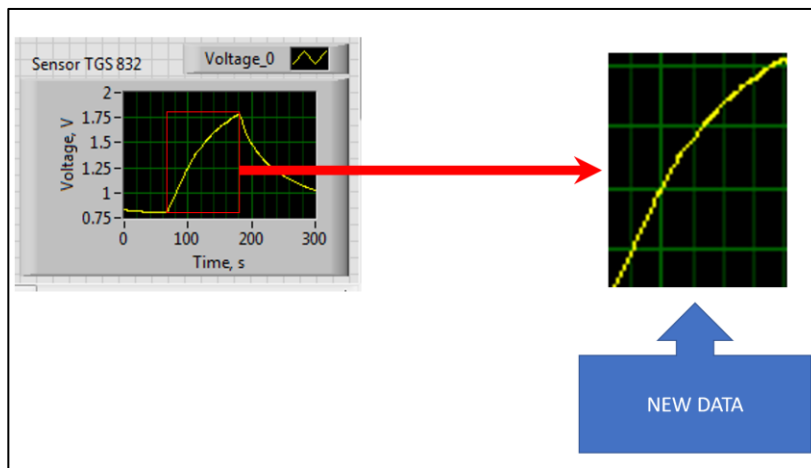 Sensor TGS 832
Voltage_0
2
1.75
1.5
1.25
1
0.75
Voltage, V
0
100
200
300
Time, s
NEW DATA